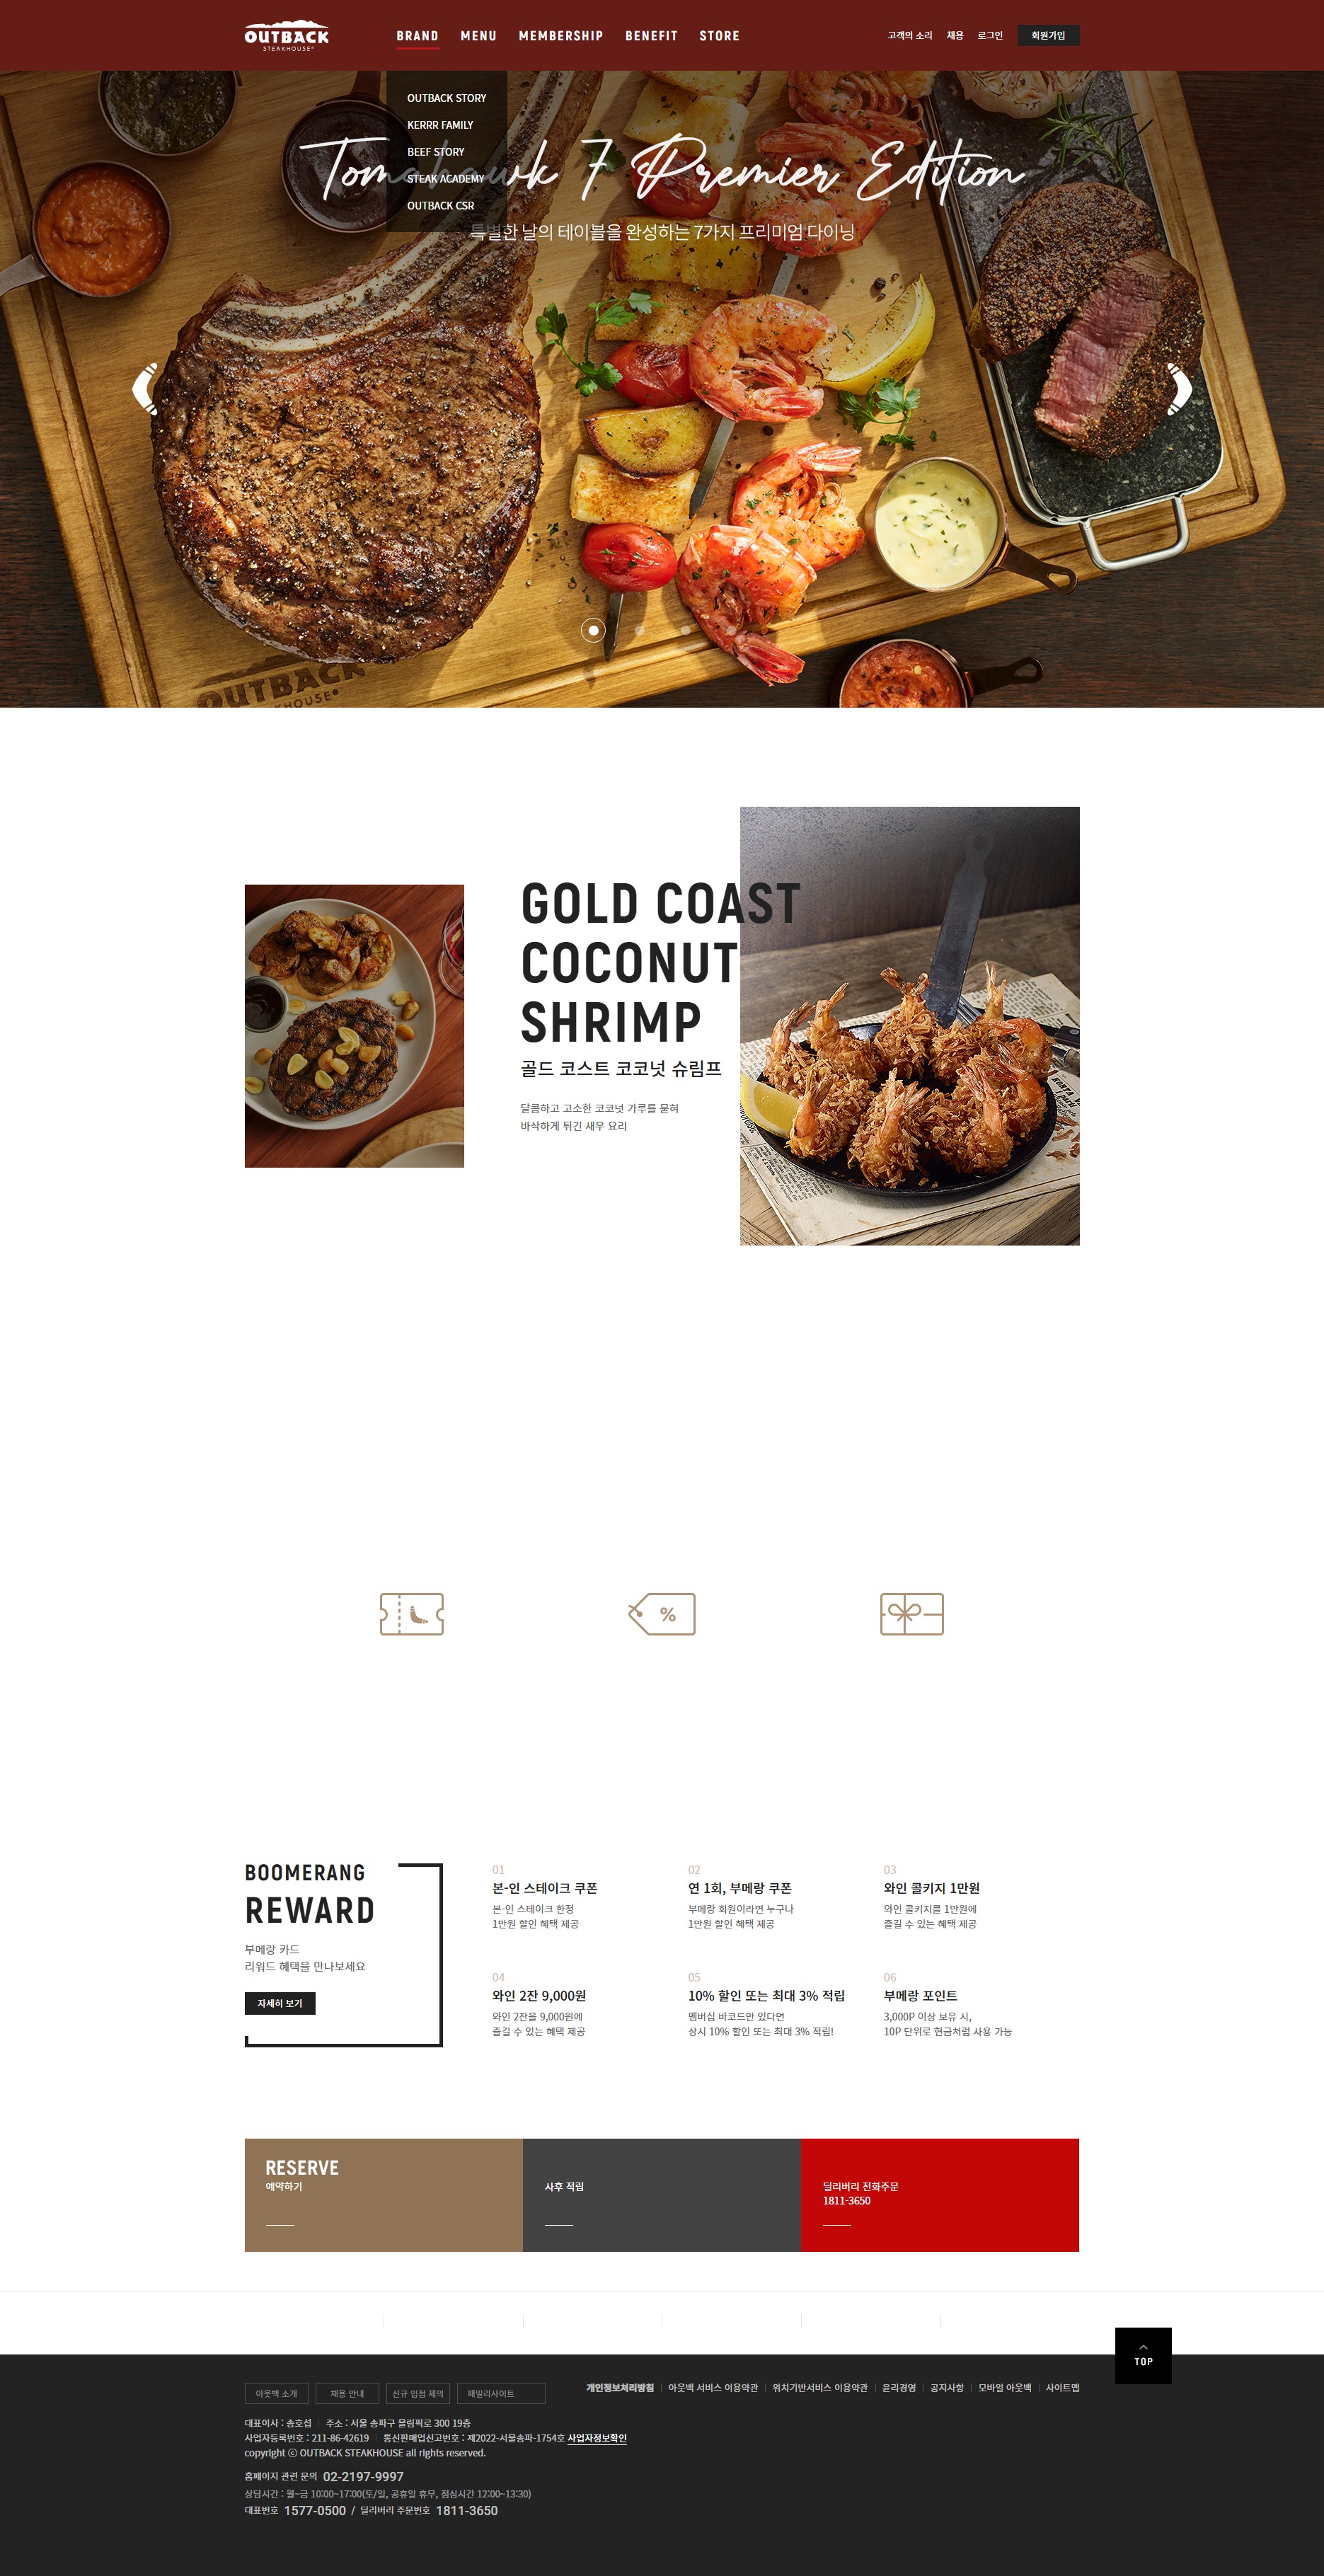 OUTBACK
STEAKHOUSE
BRAND
MENU
MEMBERSHIP
BENEFIT
STORE
고객의 소리
채용
로그인
회원가입
OUTBACK STORY
KERRR FAMILY
BEEF STORY
STEAK ACADEMY
OUTBACK CSR
Tomahawk 7 Premier Edition
특별한 날의 테이블을 완성하는 7가지 프리미엄 다이닝
OUTBACK
GOLD COAST
COCONUT
SHRIMP
골드 코스트 코코넛 슈림프
달콤하고 고소한 코코넛 가루를 묻혀
바삭하게 튀긴 새우 요리
%
BOOMERANG
REWARD
부메랑 카드
리워드 혜택을 만나보세요
자세히 보기
01
본-인 스테이크 쿠폰
본-인 스테이크 한정
1만원 할인 혜택 제공
02
연 1회, 부메랑 쿠폰
부메랑 회원이라면 누구나
1만원 할인 혜택 제공
03
와인 콜키지 1만원
와인 콜키지를 1만원에
즐길 수 있는 혜택 제공
04
와인 2잔 9,000원
와인 2잔을 9,000원에
즐길 수 있는 혜택 제공
05
10% 할인 또는 최대 3% 적립
멤버십 바코드만 있다면
상시 10% 할인 또는 최대 3% 적립!
06
부메랑 포인트
3,000P 이상 보유 시,
10P 단위로 현금처럼 사용 가능
RESERVE
예약하기
사후 적립
딜리버리 전화주문
1811-3650
TOP
아웃백 소개
채용 안내
신규 입점 제의
패밀리사이트
개인정보처리방침
아웃백 서비스 이용약관
위치기반서비스 이용약관
윤리경영
공지사항
모바일 아웃백
사이트맵
대표이사 : 송호섭 주소 : 서울 송파구 올림픽로 300 19층
사업자등록번호 : 211-86-42619 통신판매업신고번호 : 제2022-서울송파-1754호 사업자정보확인
copyright ⓒ OUTBACK STEAKHOUSE all rights reserved.
홈페이지 관련 문의 02-2197-9997
상담시간 : 월~금 10:00~17:00(토/일, 공휴일 휴무, 점심시간 12:00~13:30)
대표번호 1577-0500 / 딜리버리 주문번호 1811-3650